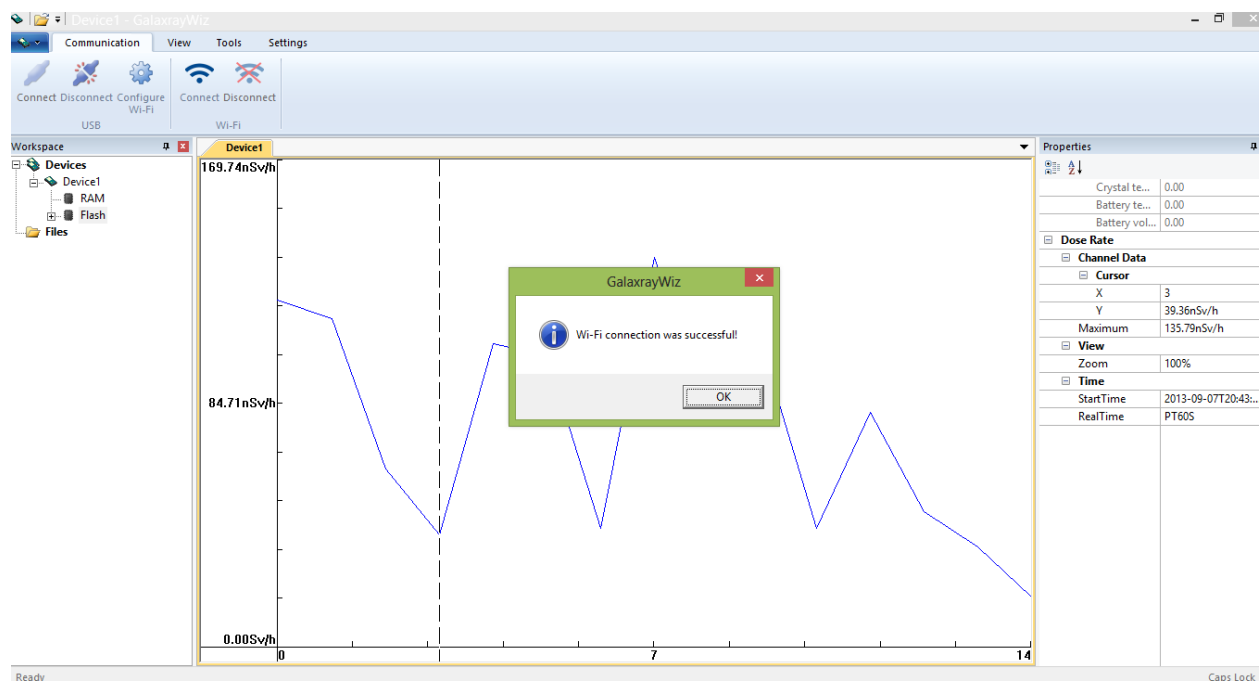 Device1 - GalaxrayWiz
Communication View Tools Settings
Connect Disconnect Configure Wi-Fi Connect Disconnect
USB Wi-Fi
Workspace
Devices
Device1
RAM
Flash
Files
Device1
169.74nSv/h
84.71nSv/h
0.00Sv/h
0 7 14
GalaxrayWiz
Wi-Fi connection was successful!
OK
Properties
Crystal te... 0.00
Battery te... 0.00
Battery vol... 0.00
Dose Rate
Channel Data
Cursor
X 3
Y 39.36nSv/h
Maximum 135.79nSv/h
View
Zoom 100%
Time
StartTime 2013-09-07T20:43:..
RealTime PT60S
Ready Caps Lock